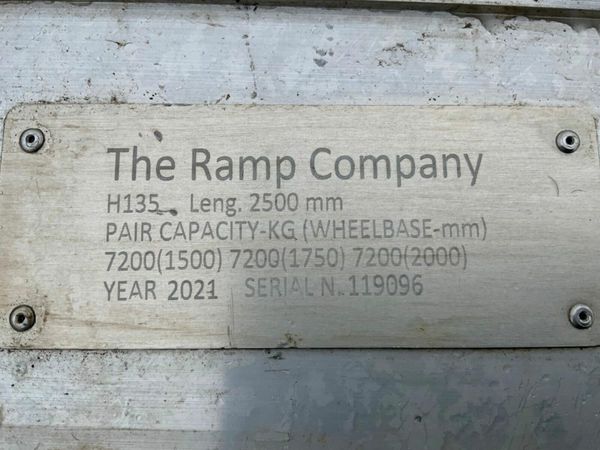 The Ramp Company
H135 Leng. 2500 mm
PAIR CAPACITY-KG (WHEELBASE-mm)
7200(1500) 7200(1750) 7200(2000)
YEAR 2021 SERIAL N. 119096